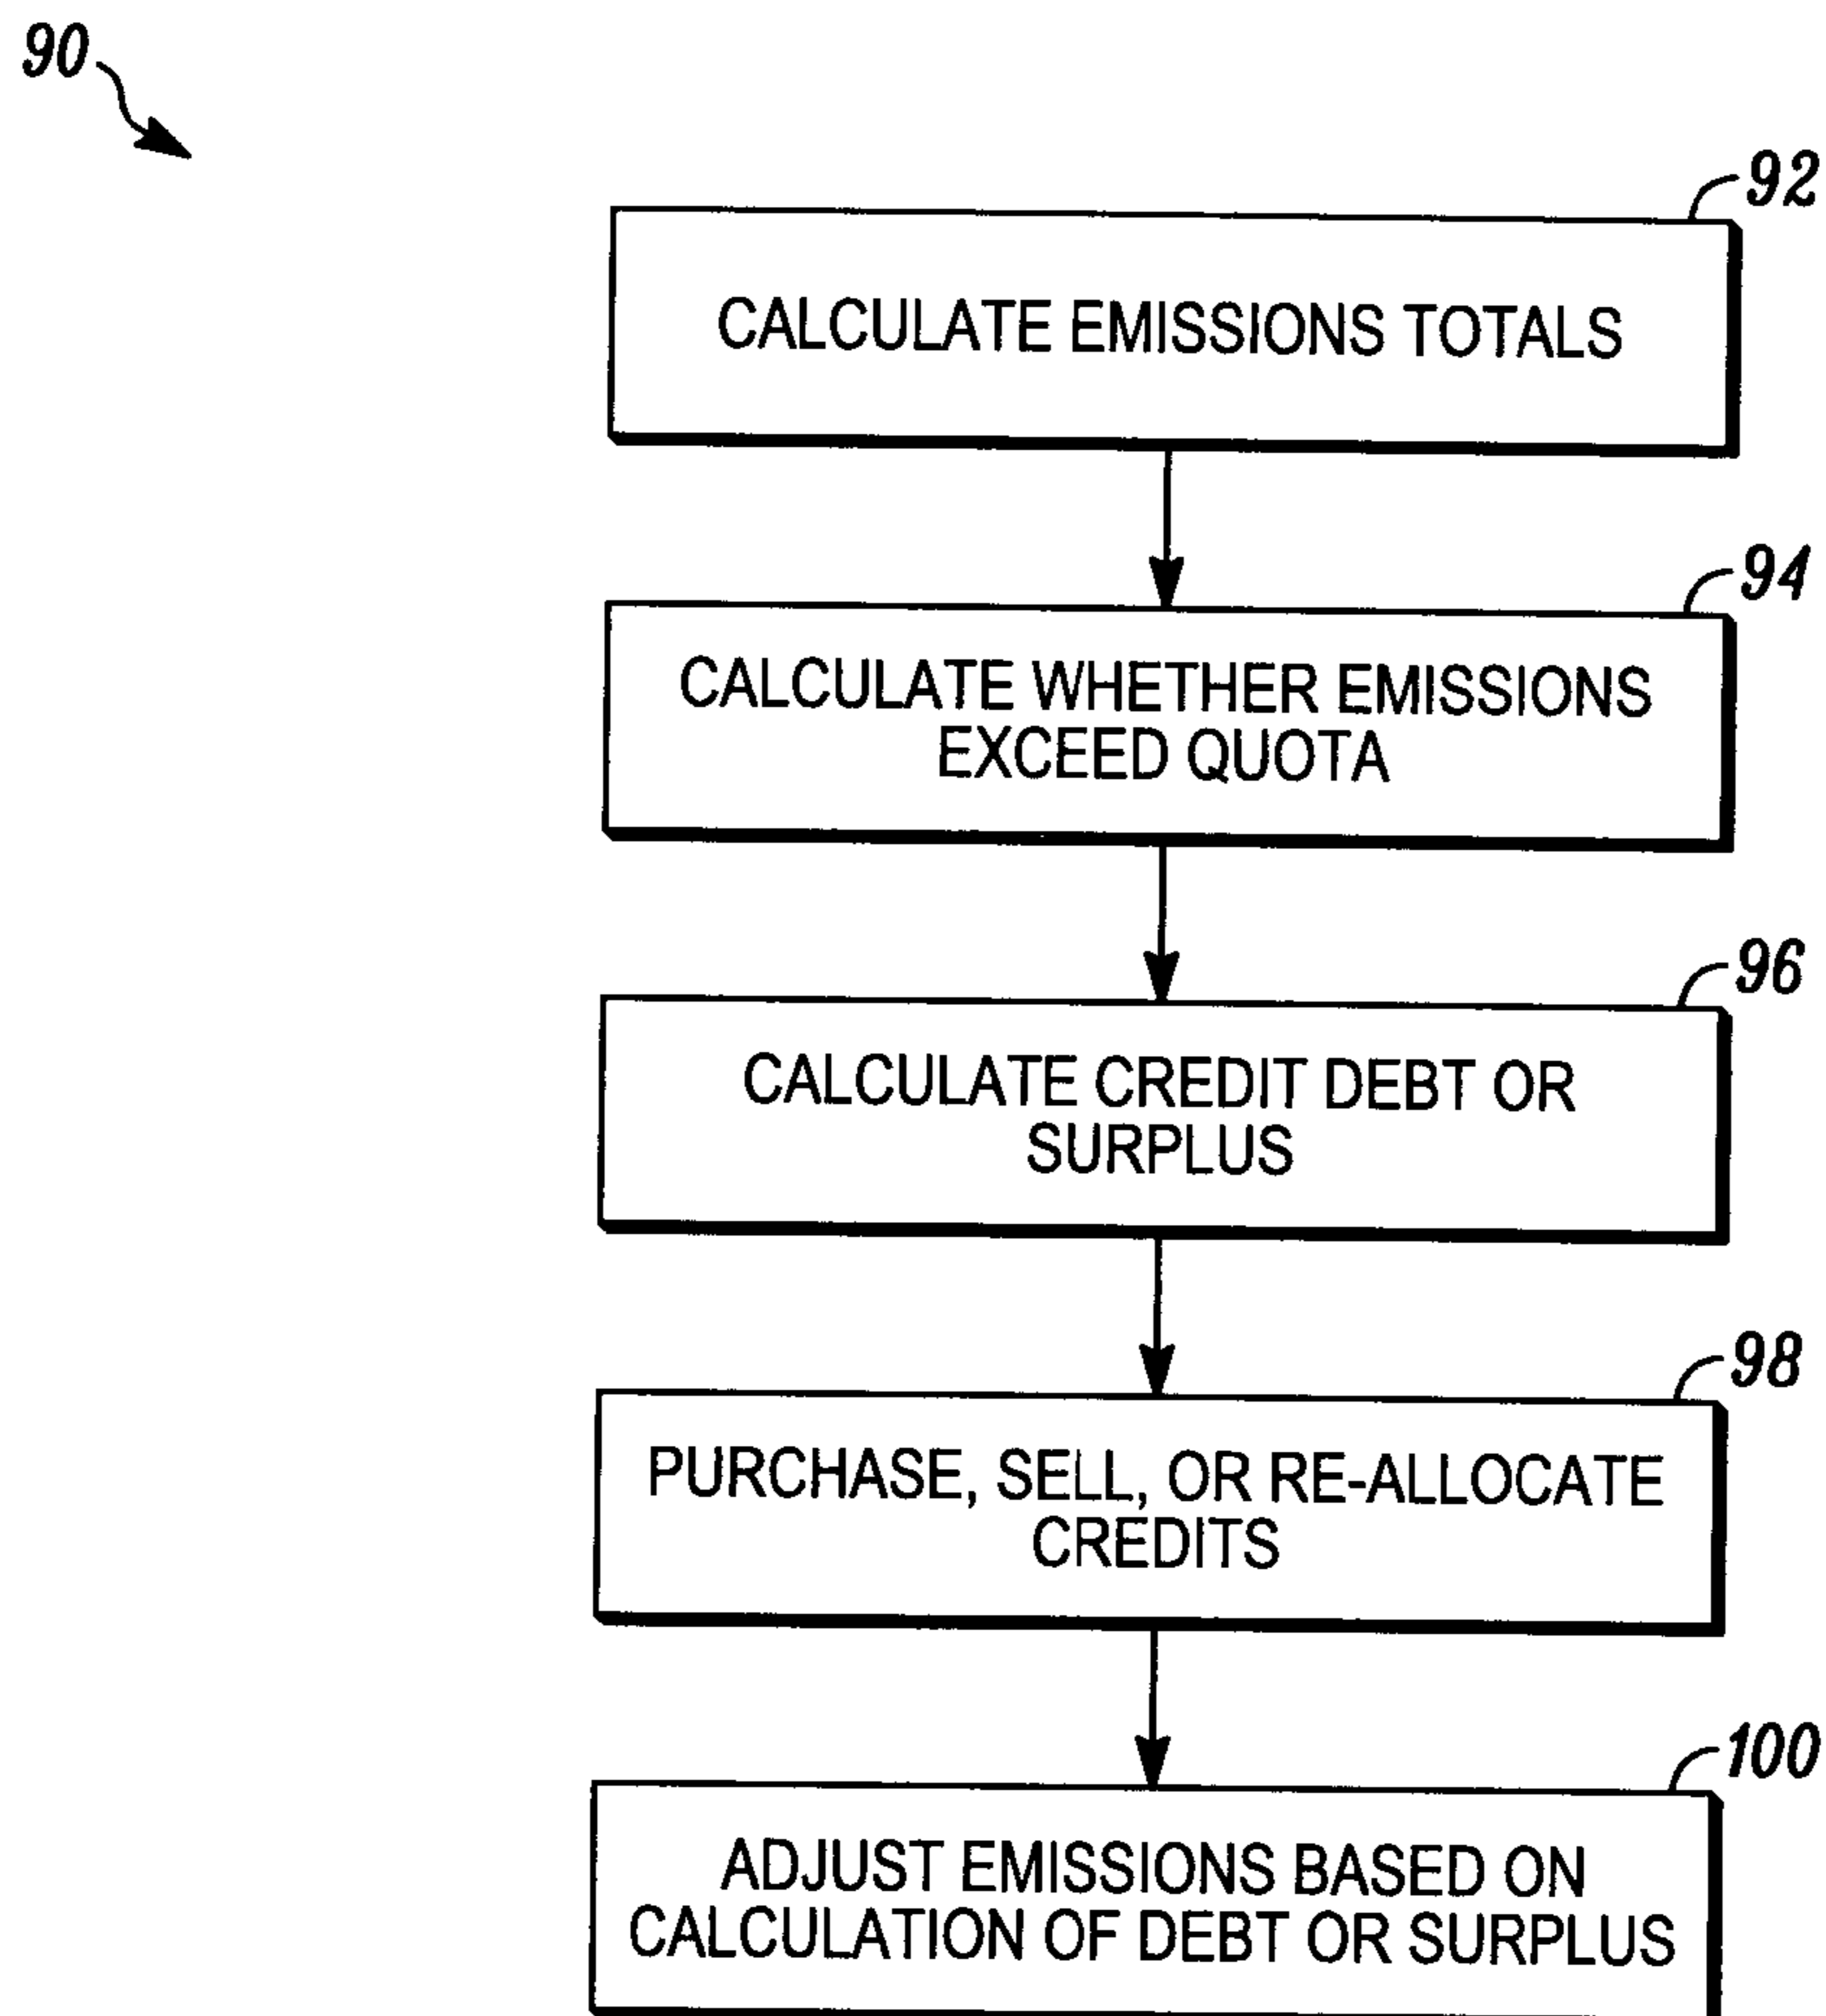 90
92
CALCULATE EMISSIONS TOTALS
94
CALCULATE WHETHER EMISSIONS
EXCEED QUOTA
96
CALCULATE CREDIT DEBT OR
SURPLUS
98
PURCHASE, SELL, OR RE-ALLOCATE
CREDITS
100
ADJUST EMISSIONS BASED ON
CALCULATION OF DEBT OR SURPLUS